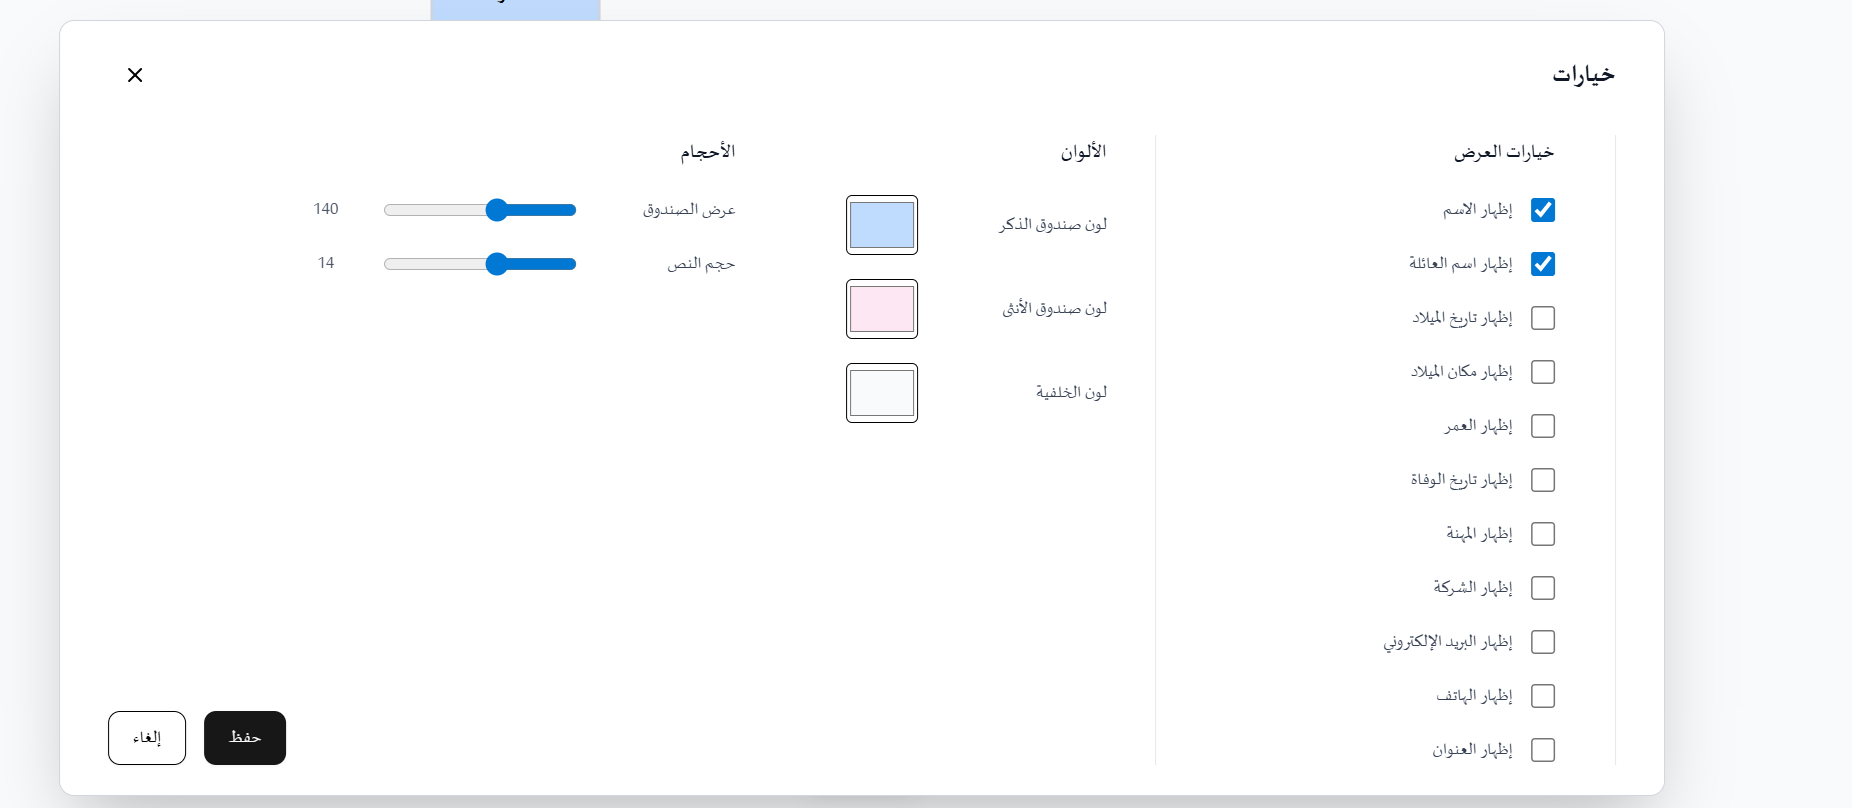 خيارات
خيارات العرض
إظهار الاسم
إظهار اسم العائلة
إظهار تاريخ الميلاد
إظهار مكان الميلاد
إظهار العمر
إظهار تاريخ الوفاة
إظهار المهنة
إظهار الشركة
إظهار البريد الإلكتروني
إظهار الهاتف
إظهار العنوان
الألوان
لون صندوق الذكر
لون صندوق الأنثى
لون الخلفية
الأحجام
عرض الصندوق 140
حجم النص 14
حفظ
إلغاء